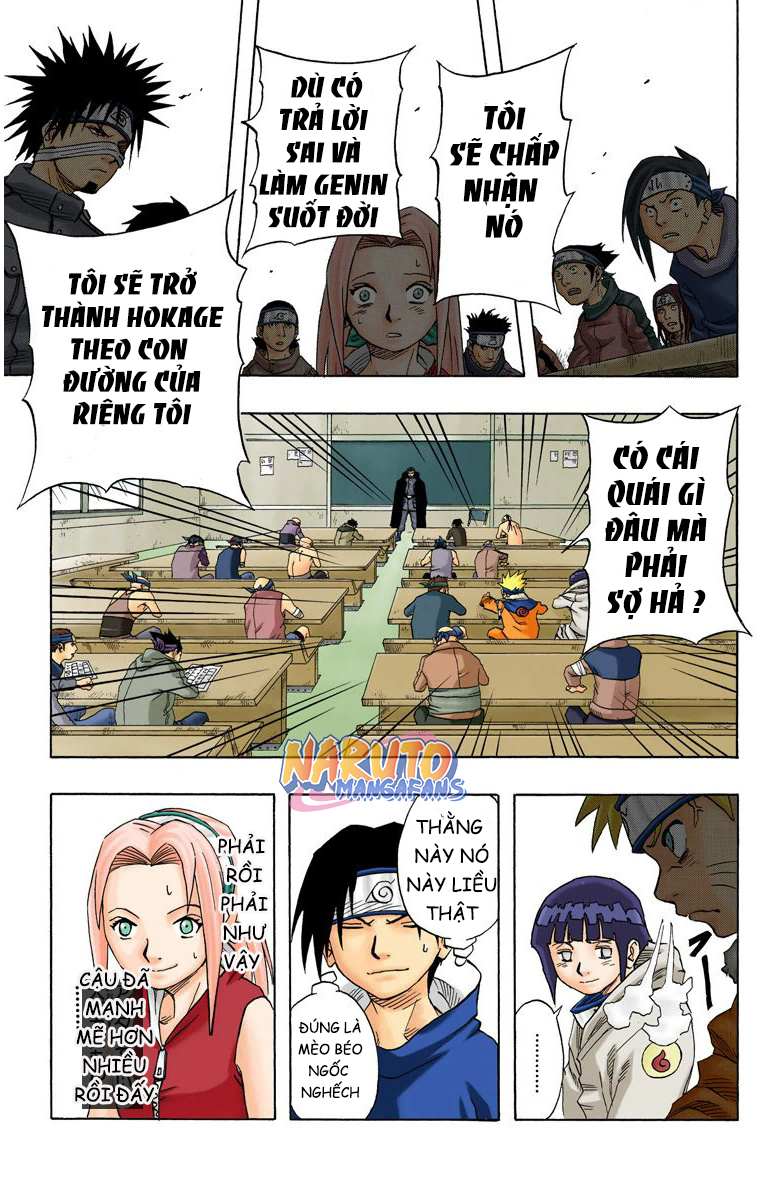 TÔI
SẼ CHẤP
NHẬN
NÓ
DÙ CÓ
TRẢ LỜI
SAI VÀ
LÀM GENIN
SUỐT ĐỜI
TÔI SẼ TRỞ
THÀNH HOKAGE
THEO CON
ĐƯỜNG CỦA
RIÊNG TÔI
CÓ CÁI
QUÁI GÌ
ĐÂU MÀ
PHẢI
SỢ HẢ ?
NARUTO
MANGAFANS
..........
THẰNG
NÀY NÓ
NÀY LIỀU
THẬT
ĐÚNG LÀ
MÈO BÉO
NGỐC
NGHẾCH
PHẢI
RỒI
PHẢI
NHƯ
VẬY
CẬU ĐÃ
MẠNH
MẼ HƠN
NHIỀU
RỒI ĐẤY